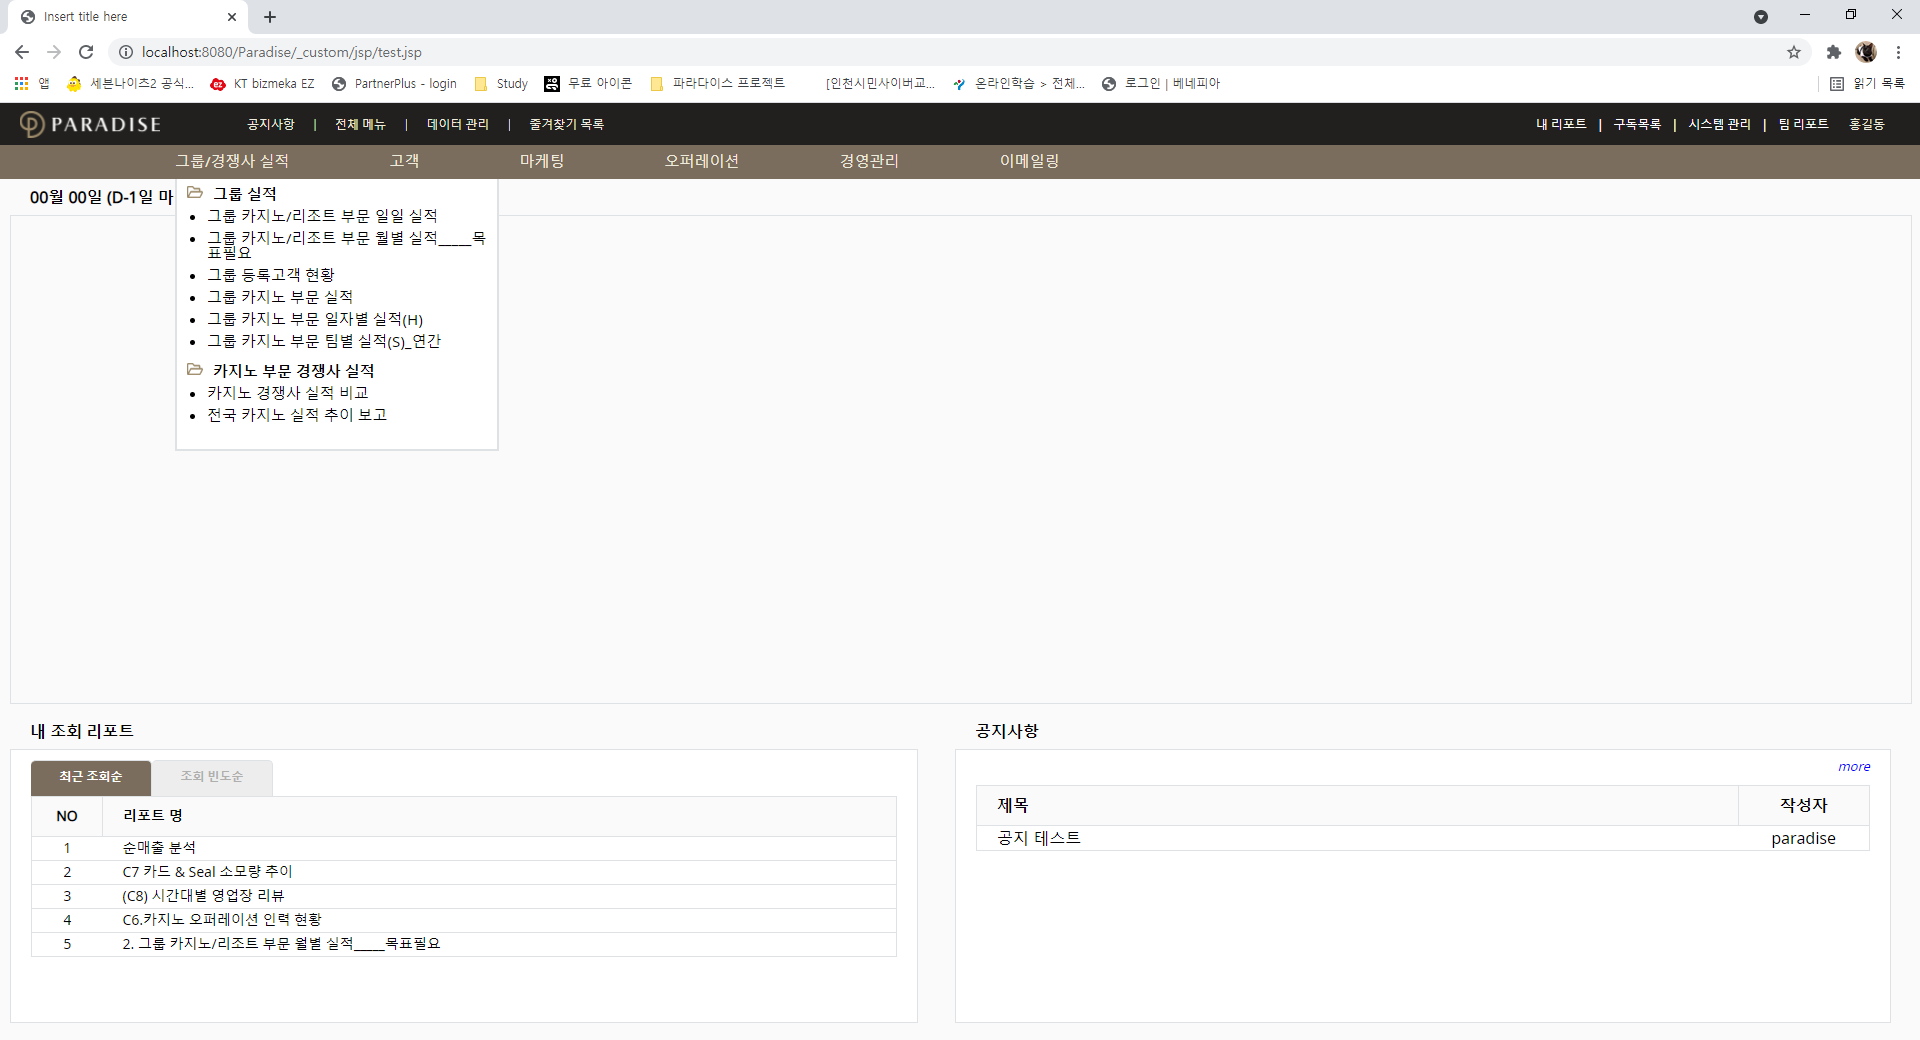 Insert title here
localhost:8080/Paradise/_custom/jsp/test.jsp
앱 세븐나이츠2 공식... KT bizmeka EZ PartnerPlus - login Study 무료 아이콘 파라다이스 프로젝트 [인천시민사이버교... 온라인학습 > 전체... 로그인 | 베네피아 읽기 목록
PARADISE 공지사항 | 전체 메뉴 | 데이터 관리 | 즐겨찾기 목록 내 리포트 | 구독목록 | 시스템 관리 | 팀 리포트 홍길동
그룹/경쟁사 실적 고객 마케팅 오퍼레이션 경영관리 이메일링
00월 00일 (D-1일 마
그룹 실적
그룹 카지노/리조트 부문 일일 실적
그룹 카지노/리조트 부문 월별 실적____목
표필요
그룹 등록고객 현황
그룹 카지노 부문 실적
그룹 카지노 부문 일자별 실적(H)
그룹 카지노 부문 팀별 실적(S)_연간
카지노 부문 경쟁사 실적
카지노 경쟁사 실적 비교
전국 카지노 실적 추이 보고
내 조회 리포트
최근 조회순 조회 빈도순
NO 리포트 명
1 순매출 분석
2 C7 카드 & Seal 소모량 추이
3 (C8) 시간대별 영업장 리뷰
4 C6.카지노 오퍼레이션 인력 현황
5 2. 그룹 카지노/리조트 부문 월별 실적____목표필요
공지사항
more
제목 작성자
공지 테스트 paradise